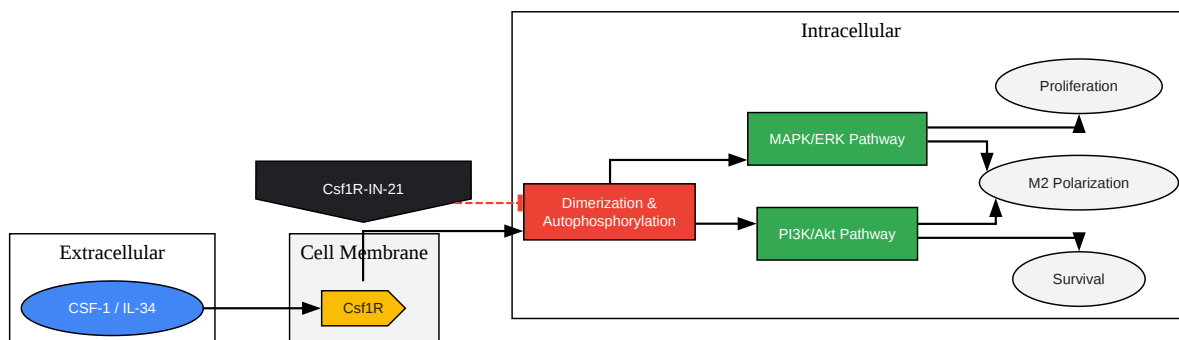 Intracellular
Proliferation
MAPK/ERK Pathway
Csf1R-IN-21
M2 Polarization
Dimerization &
Autophosphorylation
PI3K/Akt Pathway
Extracellular
Cell Membrane
Survival
CSF-1 / IL-34
Csf1R